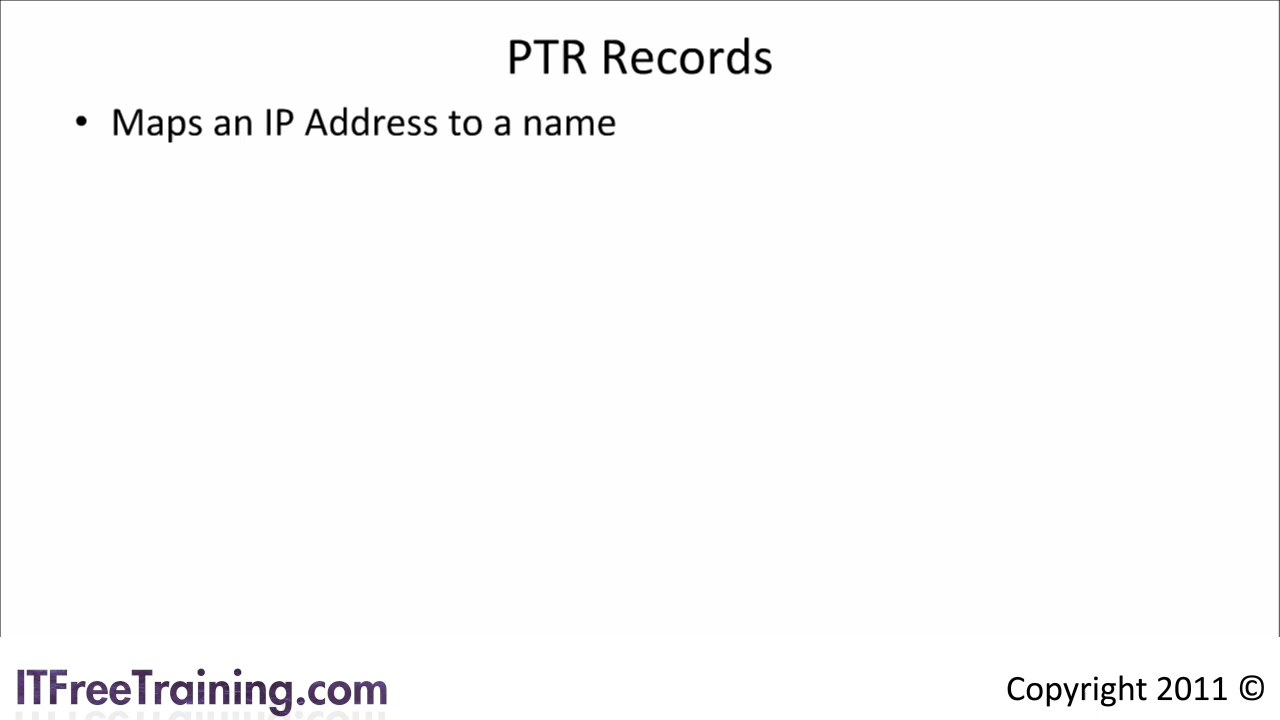 PTR Records
• Maps an IP Address to a name
ITFreeTraining.com
Copyright 2011 ©